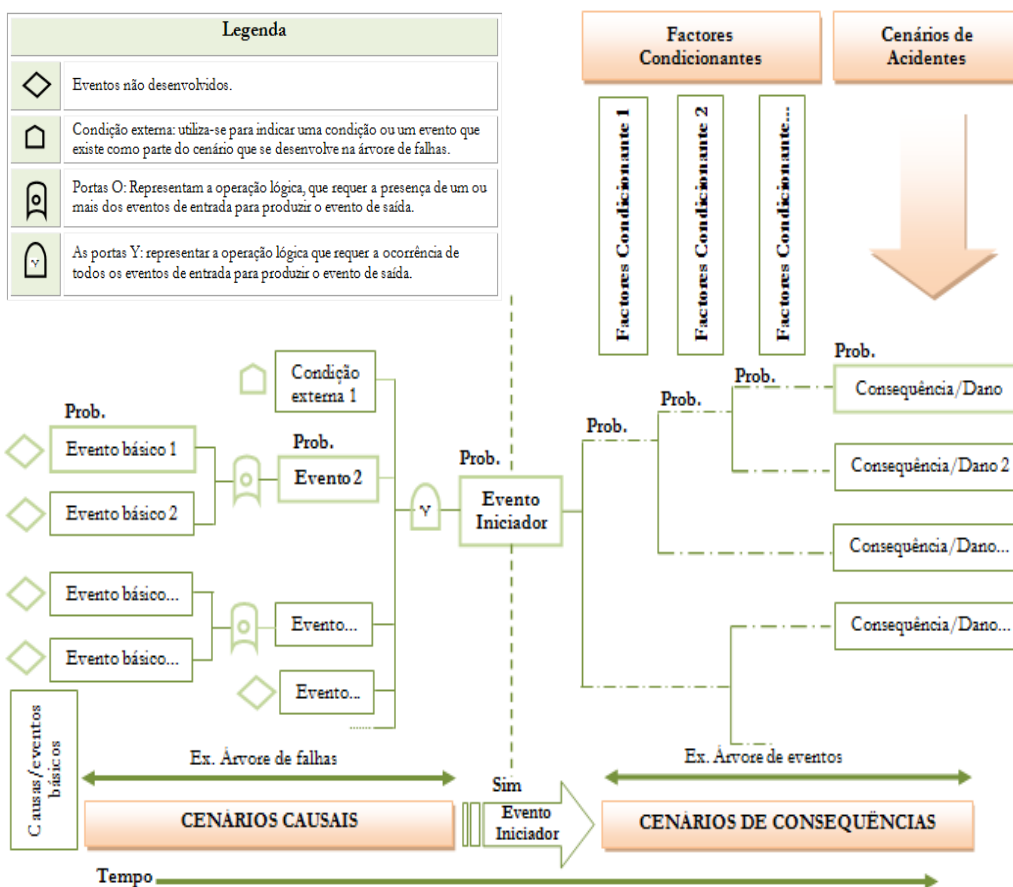 Legenda
Eventos não desenvolvidos.
Condição externa: utiliza-se para indicar uma condição ou um evento que
existe como parte do cenário que se desenvolve na árvore de falhas.
O
Portas O: Representam a operação lógica, que requer a presença de um ou
mais dos eventos de entrada para produzir o evento de saída.
Y
As portas Y: representar a operação lógica que requer a ocorrência de
todos os eventos de entrada para produzir o evento de saída.
Factores
Condicionantes
Cenários de
Acidentes
Factores Condicionante 1
Factores Condicionante 2
Factores Condicionante...
Condição
externa 1
Prob.
Evento básico 1
Evento básico 2
O
Prob.
Evento 2
Evento básico...
Evento básico...
O
Evento...
Evento...
Y
Prob.
Evento
Iniciador
Prob.
Prob.
Prob.
Prob.
Consequência/Dano
Consequência/Dano 2
Consequência/Dano...
Consequência/Dano...
Causas/eventos
básicos
Ex. Árvore de falhas
Ex. Árvore de eventos
CENÁRIOS CAUSAIS
Sim
Evento
Iniciador
CENÁRIOS DE CONSEQUÊNCIAS
Tempo